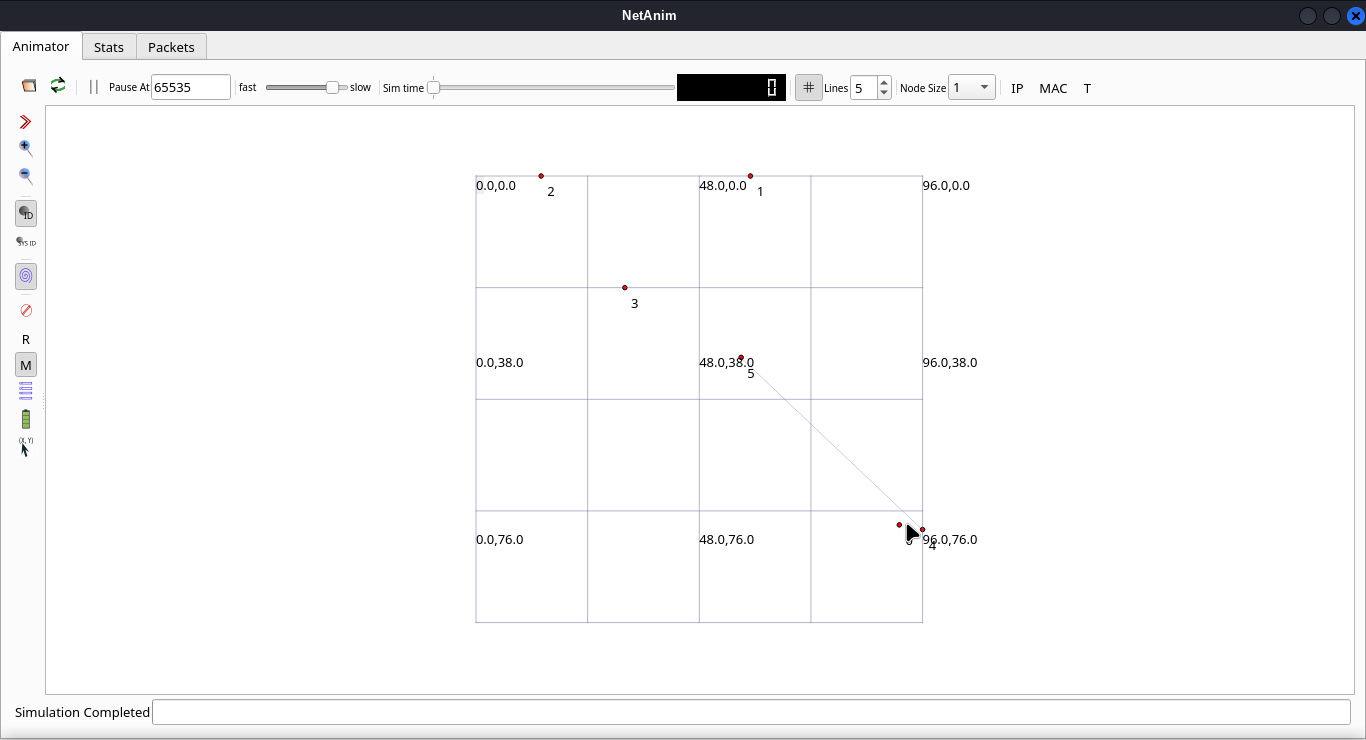 NetAnim
Animator Stats Packets
Pause At 65535 fast slow Sim time 0 Lines 5 Node Size 1 IP MAC T
ID
SYS ID
R
M
(X, Y)
0.0,0.0 2 48.0,0.0 1 96.0,0.0
3
0.0,38.0 48.0,38.0 96.0,38.0
5
0.0,76.0 48.0,76.0 96.0,76.0
4
Simulation Completed